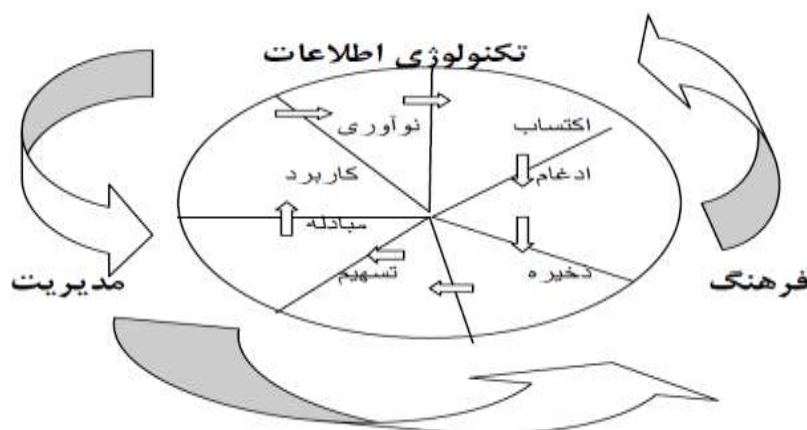 تکنولوژی اطلاعات
نوآوری
اکتساب
کاربرد
ادغام
مبادله
تسهیم
ذخیره
مدیریت
فرهنگ